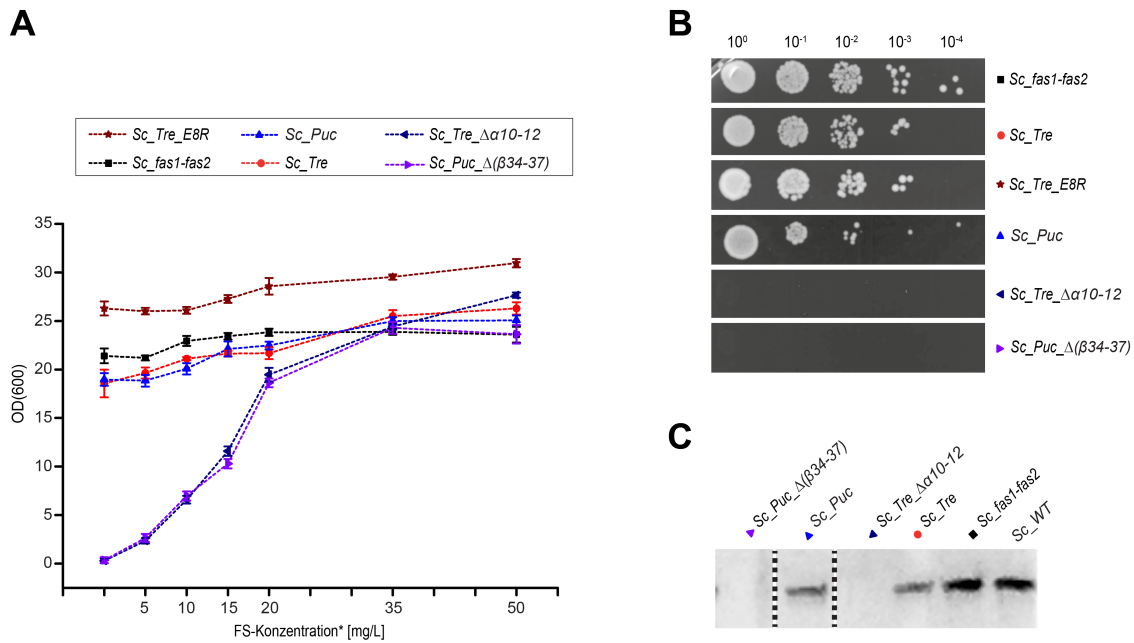 A
Sc_Tre_E8R
Sc_Puc
Sc_Tre_Δα10-12
Sc_fas1-fas2
Sc_Tre
Sc_Puc_Δ(β34-37)
35
30
25
20
15
10
5
0
OD(600)
5
10
15
20
35
50
FS-Konzentration* [mg/L]
B
10⁰
10⁻¹
10⁻²
10⁻³
10⁻⁴
Sc_fas1-fas2
Sc_Tre
Sc_Tre_E8R
Sc_Puc
Sc_Tre_Δα10-12
Sc_Puc_Δ(β34-37)
C
Sc_Puc_Δ(β34-37)
Sc_Puc
Sc_Tre_Δα10-12
Sc_Tre
Sc_fas1-fas2
Sc_WT